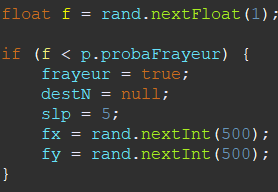 float f = rand.nextFloat(1);
if (f < p.probaFrayeur) {
frayeur = true;
destN = null;
slp = 5;
fx = rand.nextInt(500);
fy = rand.nextInt(500);
}